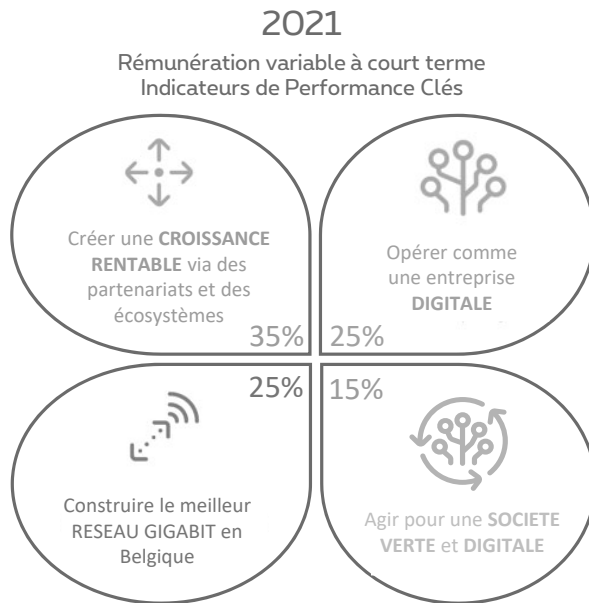 2021
Rémunération variable à court terme
Indicateurs de Performance Clés
Créer une CROISSANCE
RENTABLE via des
partenariats et des
écosystèmes
35%
Opérer comme
une entreprise
DIGITALE
25%
25%
Construire le meilleur
RESEAU GIGABIT en
Belgique
15%
Agir pour une SOCIETE
VERTE et DIGITALE